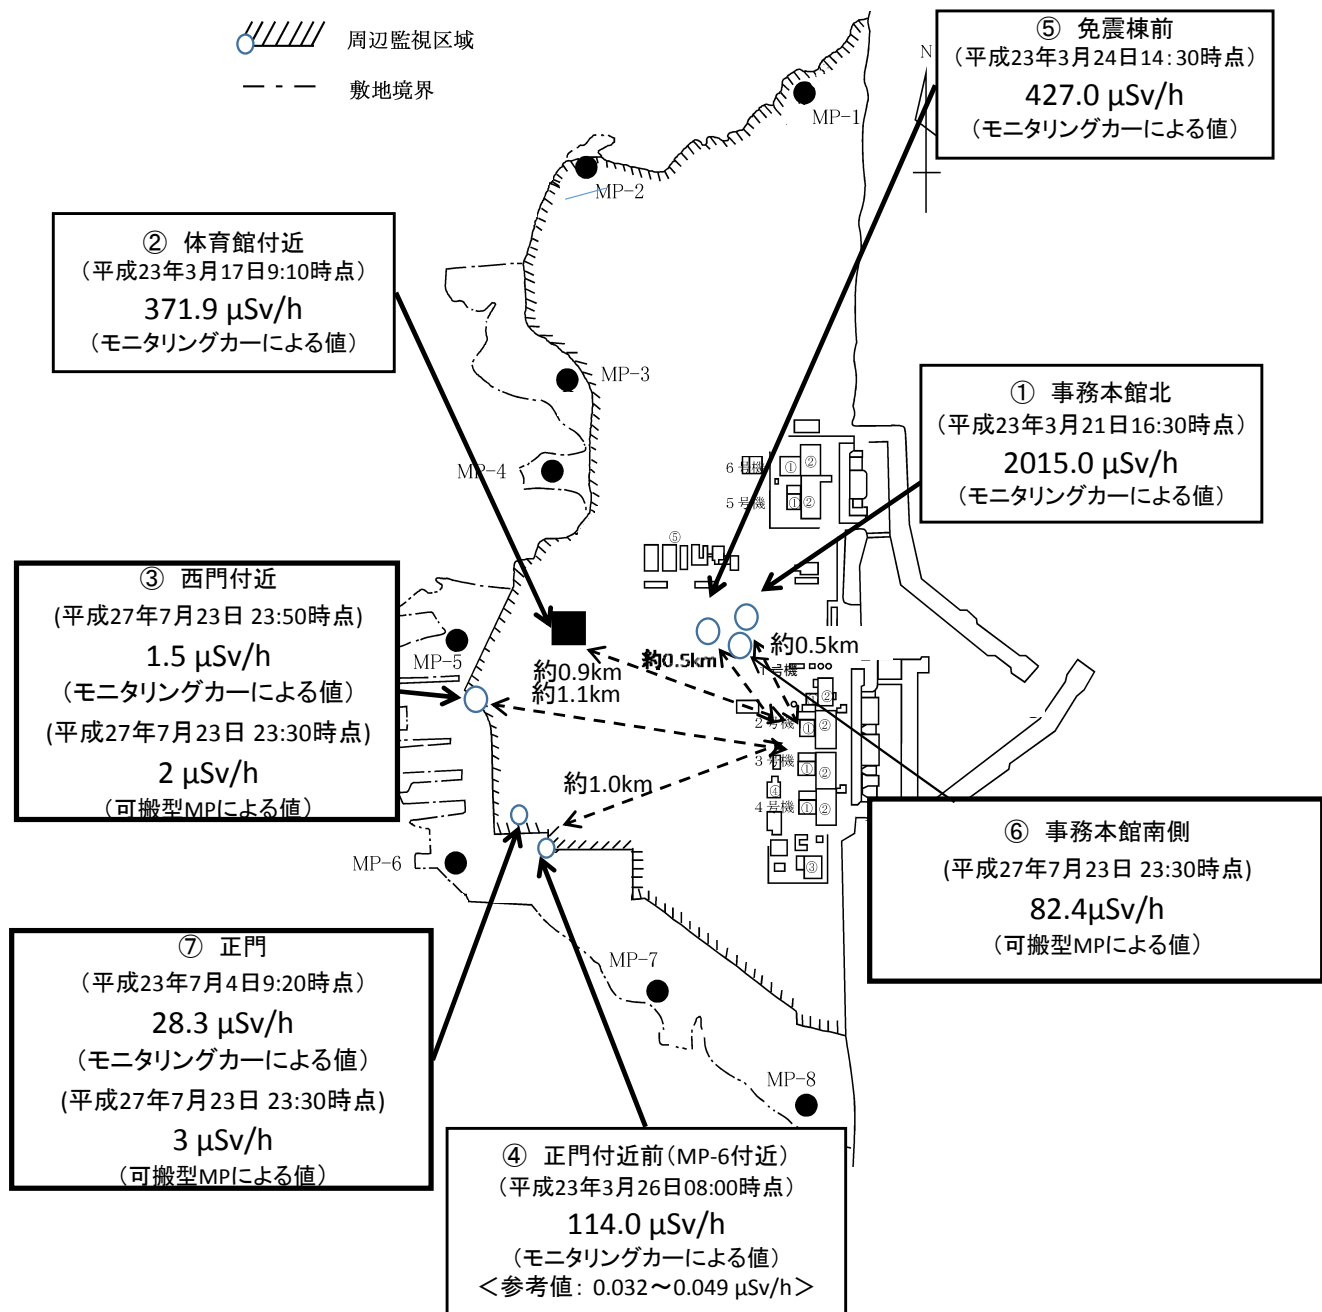 周辺監視区域
敷地境界
⑤ 免震棟前
(平成23年3月24日14:30時点)
427.0 μSv/h
(モニタリングカーによる値)
N
MP-1
MP-2
② 体育館付近
(平成23年3月17日9:10時点)
371.9 μSv/h
(モニタリングカーによる値)
MP-3
① 事務本館北
(平成23年3月21日16:30時点)
2015.0 μSv/h
(モニタリングカーによる値)
MP-4
6号機
① ②
5号機
① ②
⑤
③ 西門付近
(平成27年7月23日 23:50時点)
1.5 μSv/h
(モニタリングカーによる値)
(平成27年7月23日 23:30時点)
2 μSv/h
(可搬型MPによる値)
MP-5
約0.9km
約0.5km
約0.5km
約1.1km
1号機
②
2号機
① ②
3号機
① ②
約1.0km
④
4号機
① ②
③
MP-6
⑥ 事務本館南側
(平成27年7月23日 23:30時点)
82.4μSv/h
(可搬型MPによる値)
⑦ 正門
(平成23年7月4日9:20時点)
28.3 μSv/h
(モニタリングカーによる値)
(平成27年7月23日 23:30時点)
3 μSv/h
(可搬型MPによる値)
MP-7
MP-8
④ 正門付近前(MP-6付近)
(平成23年3月26日08:00時点)
114.0 μSv/h
(モニタリングカーによる値)
<参考値: 0.032~0.049 μSv/h>